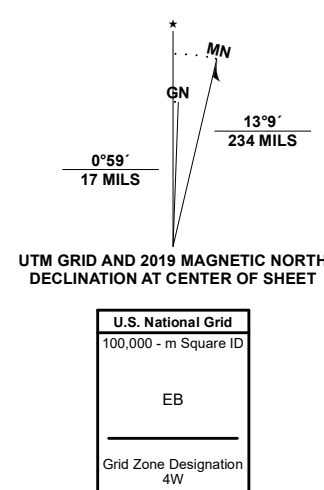 ★
MN
GN
13°9´
234 MILS
0°59´
17 MILS
UTM GRID AND 2019 MAGNETIC NORTH
DECLINATION AT CENTER OF SHEET
U.S. National Grid
100,000 - m Square ID
EB
Grid Zone Designation
4W